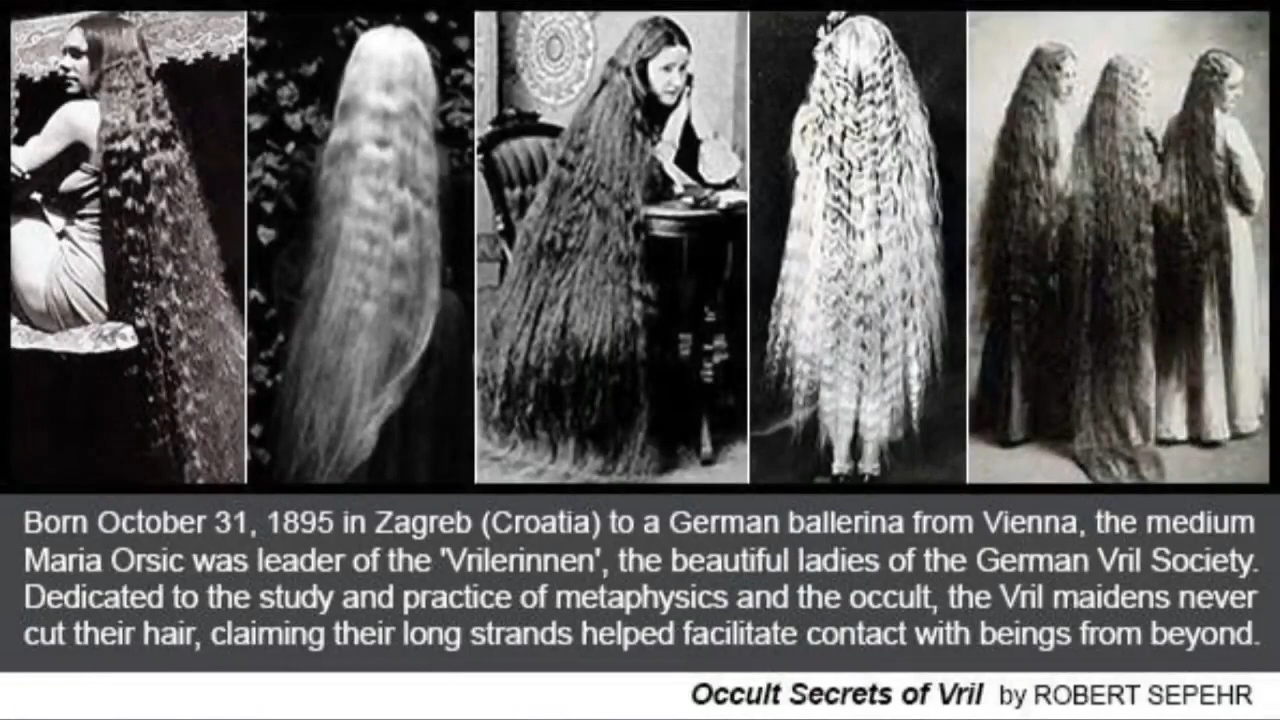 Born October 31, 1895 in Zagreb (Croatia) to a German ballerina from Vienna, the medium
Maria Orsic was leader of the 'Vrilerinnen', the beautiful ladies of the German Vril Society.
Dedicated to the study and practice of metaphysics and the occult, the Vril maidens never
cut their hair, claiming their long strands helped facilitate contact with beings from beyond.
Occult Secrets of Vril by ROBERT SEPEHR